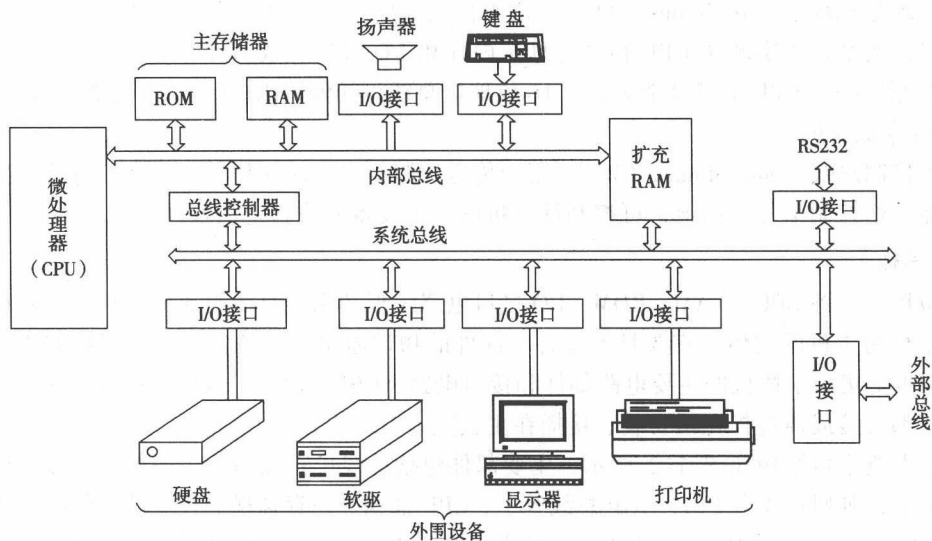 主存储器
扬声器
键盘
ROM
RAM
I/O接口
I/O接口
微处理器
(CPU)
内部总线
扩充
RAM
RS232
总线控制器
I/O接口
系统总线
I/O接口
I/O接口
I/O接口
I/O接口
I/O
接口
外部总线
硬盘
软驱
显示器
打印机
外围设备